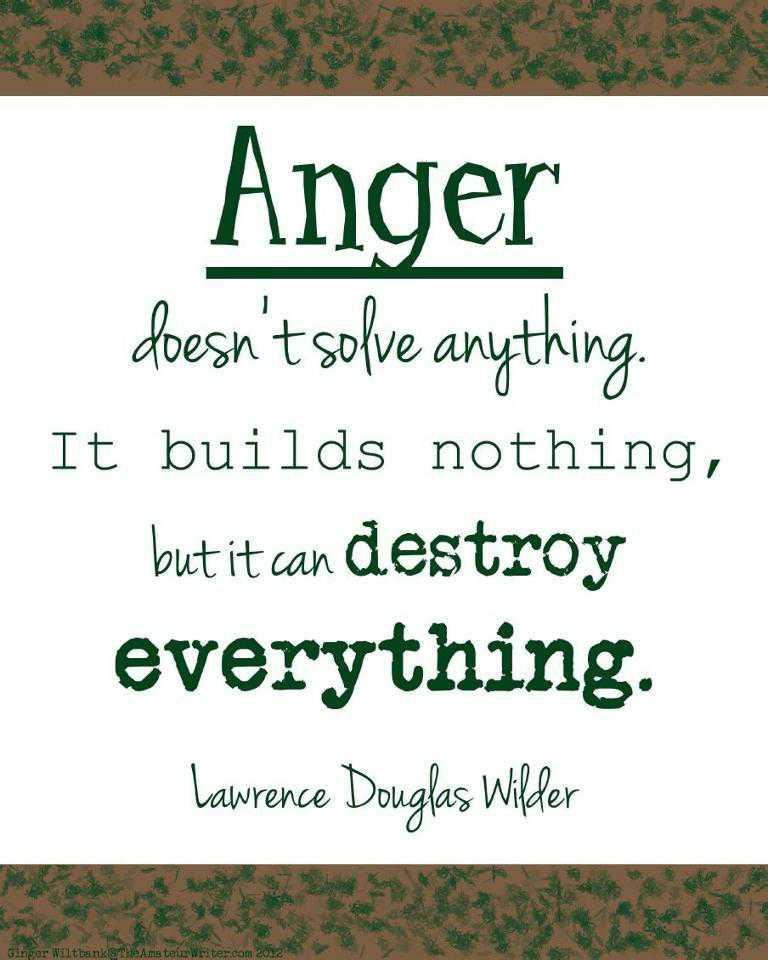 Anger
doesn't solve anything.
It builds nothing,
but it can destroy
everything.
Lawrence Douglas Wilder
Ginger Wiltbank@TheAmateurWriter.com 2012